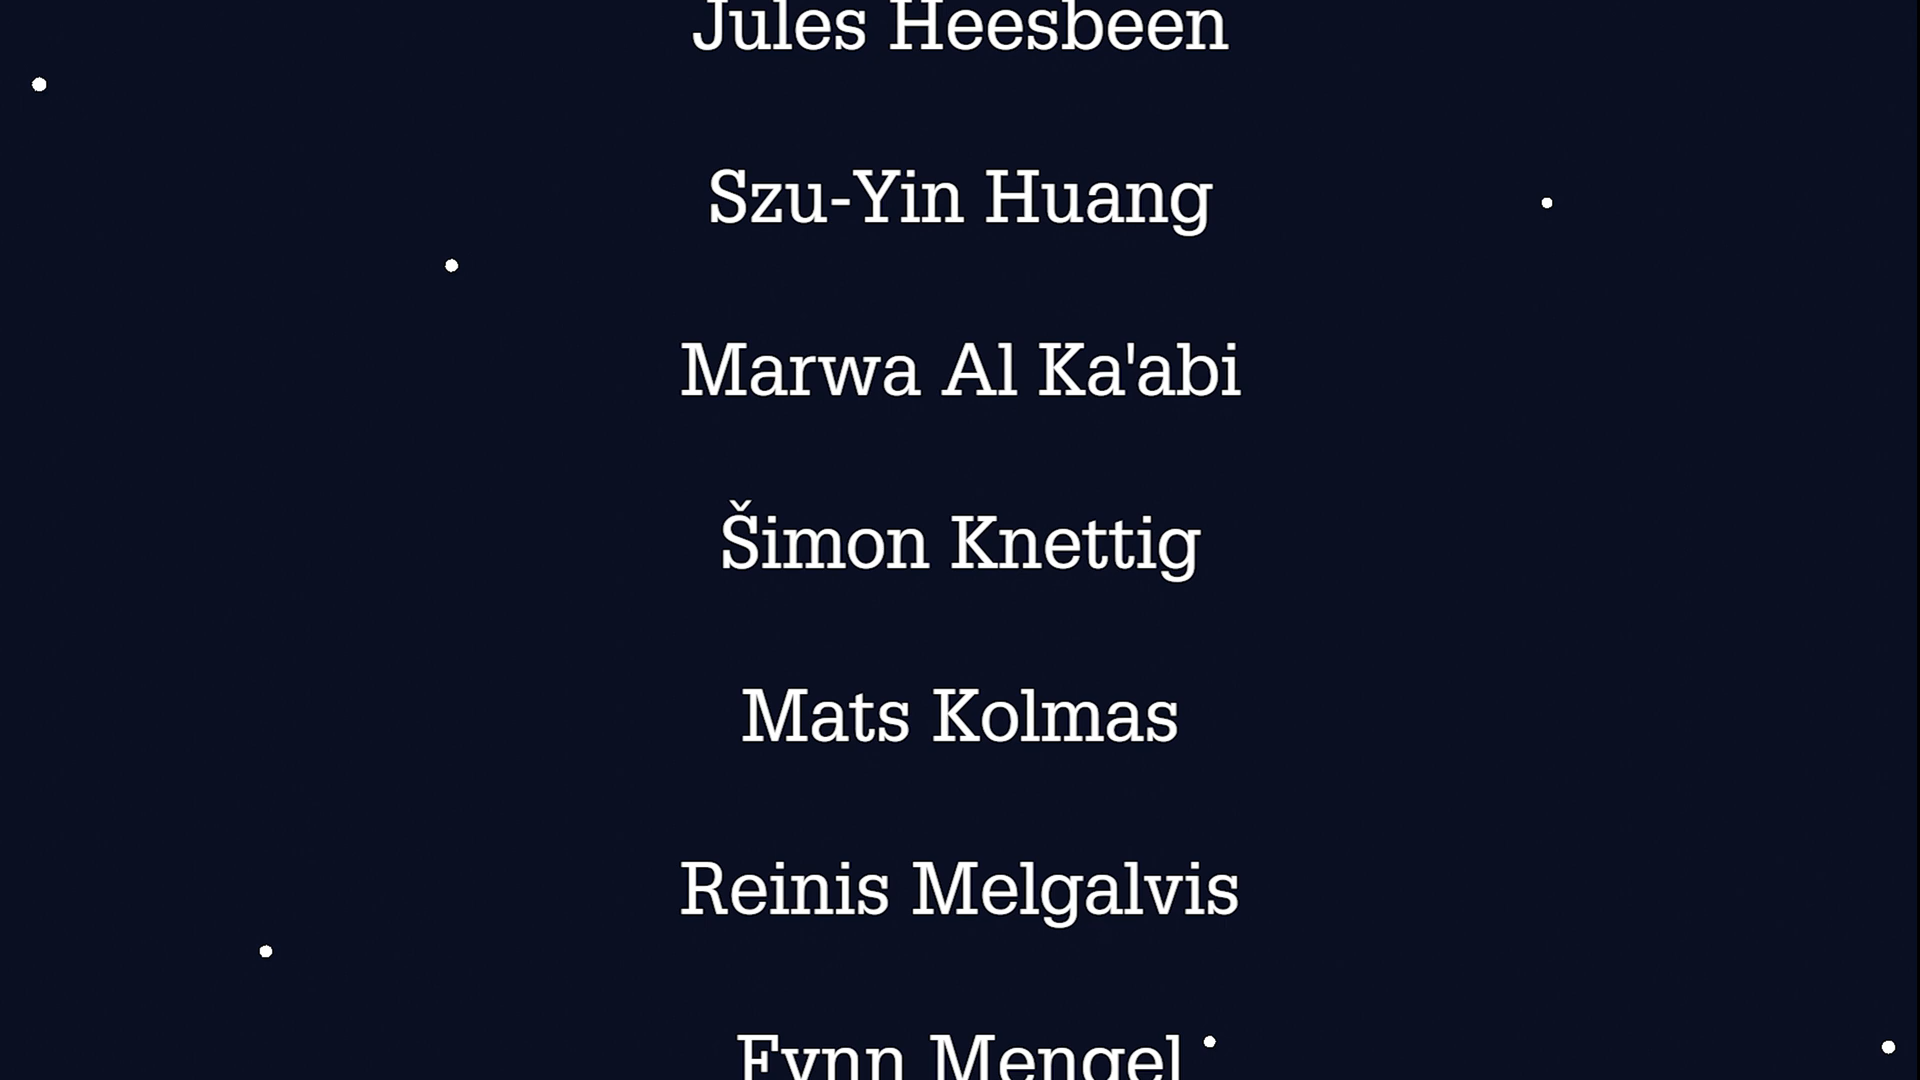 Jules Heesbeen
Szu-Yin Huang
Marwa Al Ka'abi
Šimon Knettig
Mats Kolmas
Reinis Melgalvis
Fynn Mengel